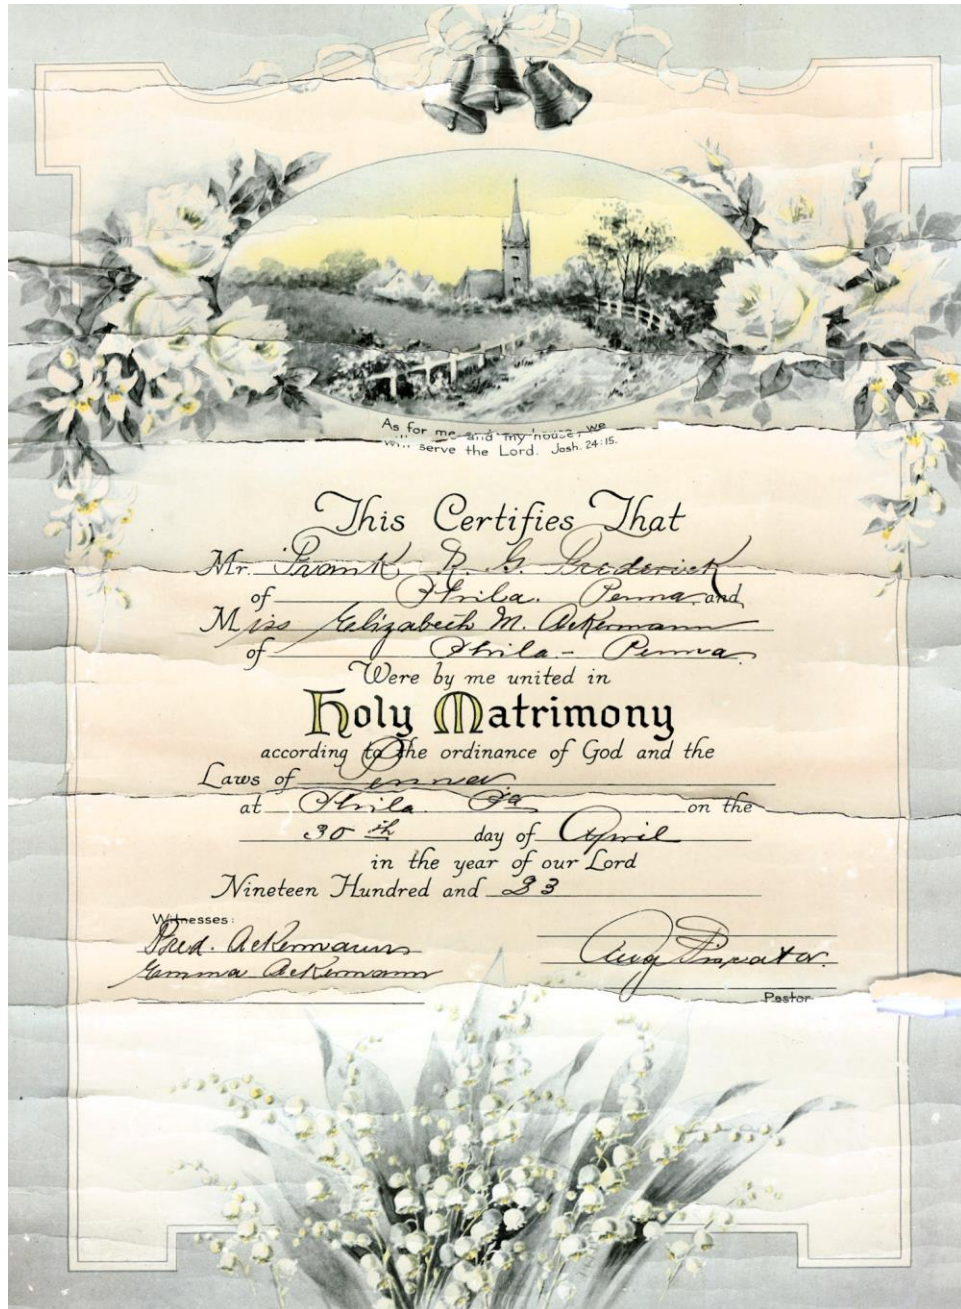 As for me and my house, we
will serve the Lord. Josh. 24:15.
This Certifies That
Mr. Frank R. G. Frederick
of Phila. Penna. and
Miss Elizabeth M. Ackermann
of Phila - Penna.
Were by me united in
Holy Matrimony
according to the ordinance of God and the
Laws of Penna
at Phila. Pa on the
30th day of April
in the year of our Lord
Nineteen Hundred and 23
Witnesses:
Fred. Ackermann
Emma Ackermann
Aug
Pastor